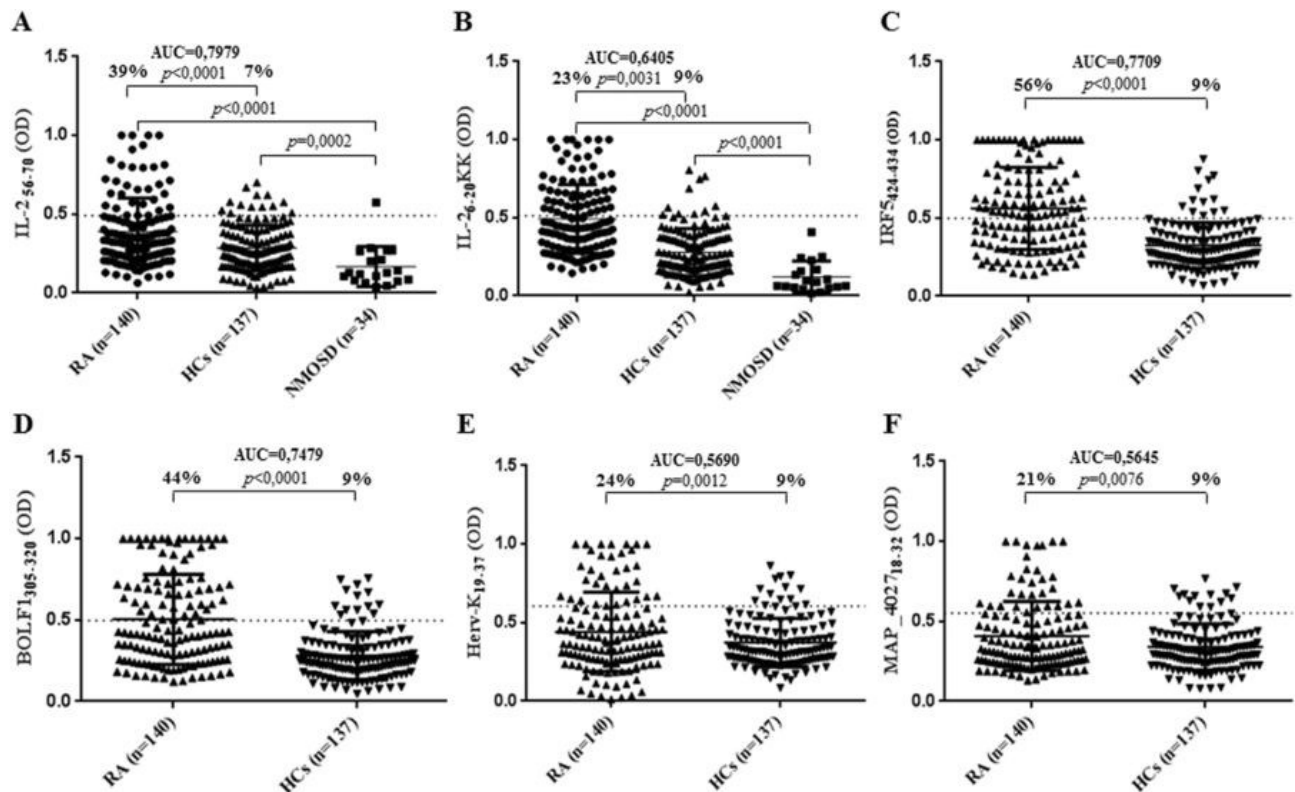 A
AUC=0,7979
39% p<0,0001 7%
p<0,0001
p=0,0002
IL-2 56-70 (OD)
1.5
1.0
0.5
0.0
RA (n=140)
HCs (n=137)
NMOSD (n=34)
B
AUC=0,6405
23% p=0,0031 9%
p<0,0001
p<0,0001
IL-2 6-20KK (OD)
1.5
1.0
0.5
0.0
RA (n=140)
HCs (n=137)
NMOSD (n=34)
C
AUC=0,7709
56% p<0,0001 9%
IRF5 424-434 (OD)
1.5
1.0
0.5
0.0
RA (n=140)
HCs (n=137)
D
AUC=0,7479
44% p<0,0001 9%
BOLF1 305-320 (OD)
1.5
1.0
0.5
0.0
RA (n=140)
HCs (n=137)
E
AUC=0,5690
24% p=0,0012 9%
Herv-K 19-37 (OD)
1.5
1.0
0.5
0.0
RA (n=140)
HCs (n=137)
F
AUC=0,5645
21% p=0,0076 9%
MAP_4027 18-32 (OD)
1.5
1.0
0.5
0.0
RA (n=140)
HCs (n=137)